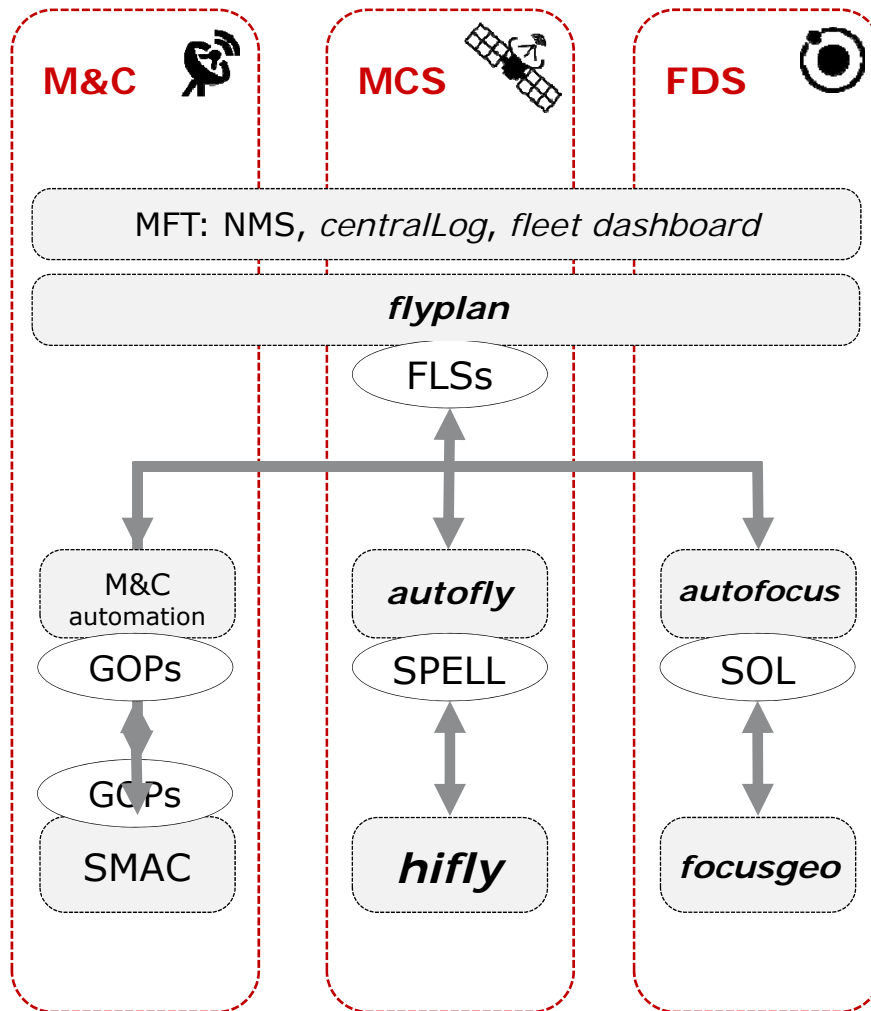 M&C
MCS
FDS
MFT: NMS, centralLog, fleet dashboard
flyplan
FLSs
M&C
automation
autofly
autofocus
GOPs
SPELL
SOL
GOPs
SMAC
hifly
focusgeo